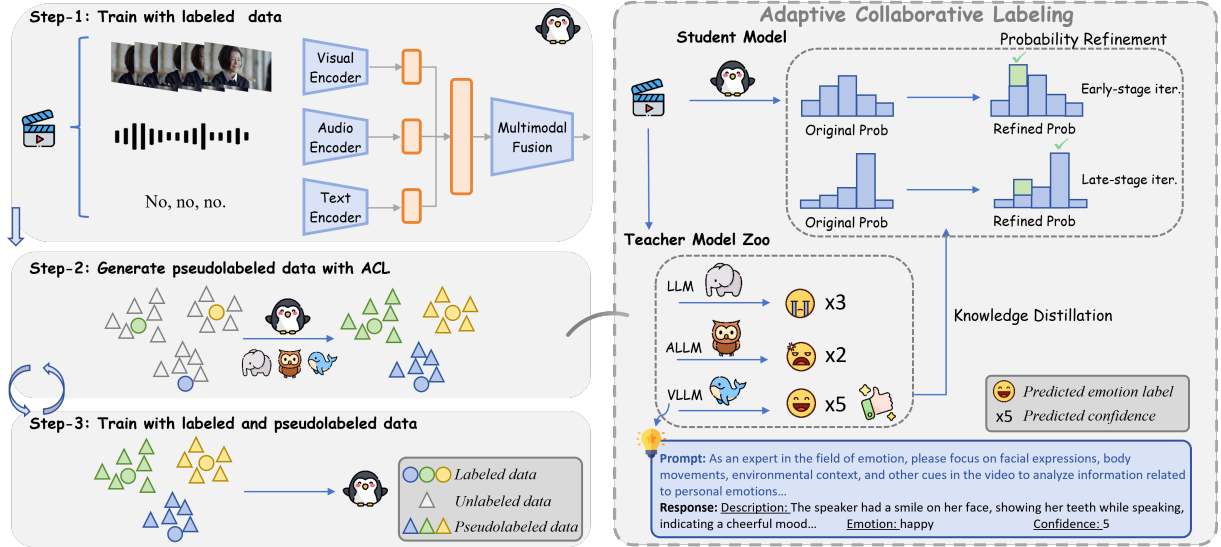 Step-1: Train with labeled data
Visual
Encoder
Audio
Encoder
Text
Encoder
Multimodal
Fusion
No, no, no.
Step-2: Generate pseudolabeled data with ACL
Step-3: Train with labeled and pseudolabeled data
Labeled data
Unlabeled data
Pseudolabeled data
Adaptive Collaborative Labeling
Student Model
Probability Refinement
Original Prob
Refined Prob
Early-stage iter.
Original Prob
Refined Prob
Late-stage iter.
Teacher Model Zoo
LLM
x3
ALLM
x2
VLLM
x5
Knowledge Distillation
Predicted emotion label
x5 Predicted confidence
Prompt: As an expert in the field of emotion, please focus on facial expressions, body
movements, environmental context, and other cues in the video to analyze information related
to personal emotions...
Response: Description: The speaker had a smile on her face, showing her teeth while speaking,
indicating a cheerful mood... Emotion: happy Confidence: 5